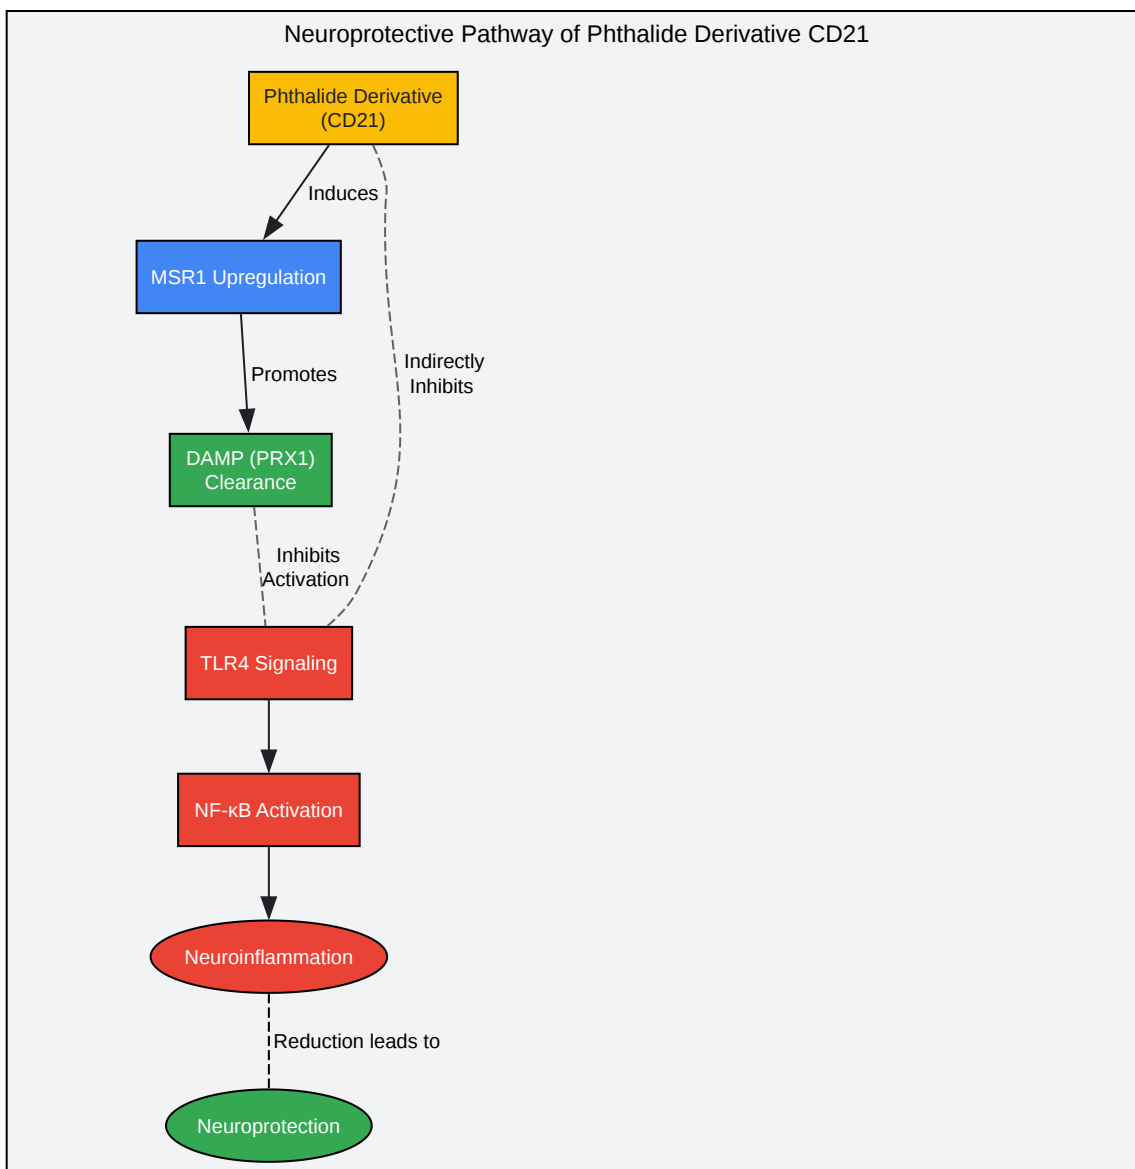 Neuroprotective Pathway of Phthalide Derivative CD21
Phthalide Derivative
(CD21)
Induces
MSR1 Upregulation
Indirectly
Inhibits
Promotes
DAMP (PRX1)
Clearance
Inhibits
Activation
TLR4 Signaling
NF-κB Activation
Neuroinflammation
Reduction leads to
Neuroprotection